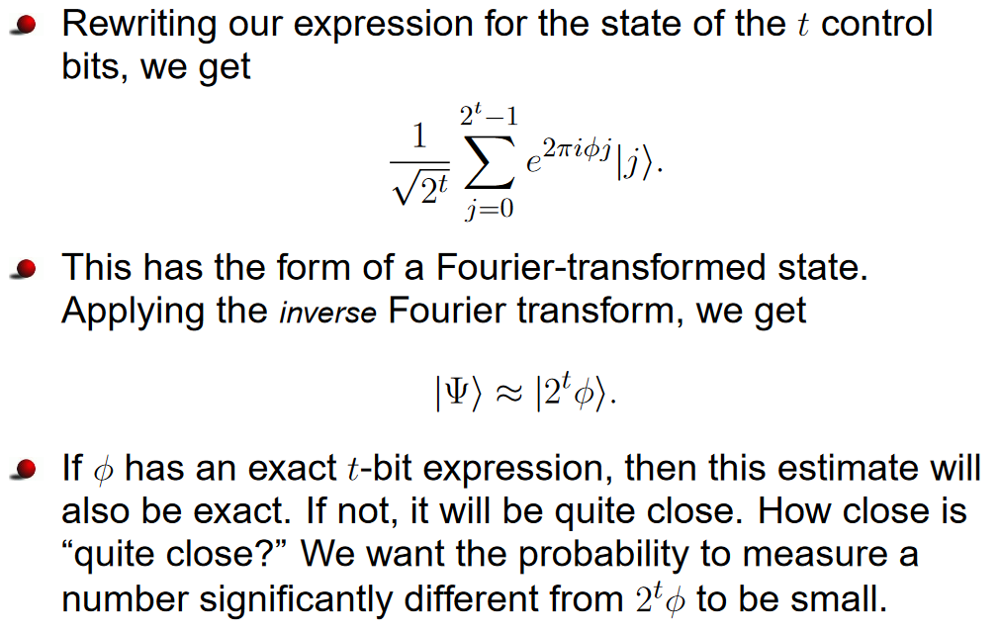 Rewriting our expression for the state of the t control
bits, we get
$$\frac{1}{\sqrt{2^t}} \sum_{j=0}^{2^t-1} e^{2\pi i\phi j}|j\rangle.$$
This has the form of a Fourier-transformed state.
Applying the inverse Fourier transform, we get
$$|\Psi\rangle \approx |2^t\phi\rangle.$$
If $\phi$ has an exact t-bit expression, then this estimate will
also be exact. If not, it will be quite close. How close is
“quite close?” We want the probability to measure a
number significantly different from $2^t\phi$ to be small.